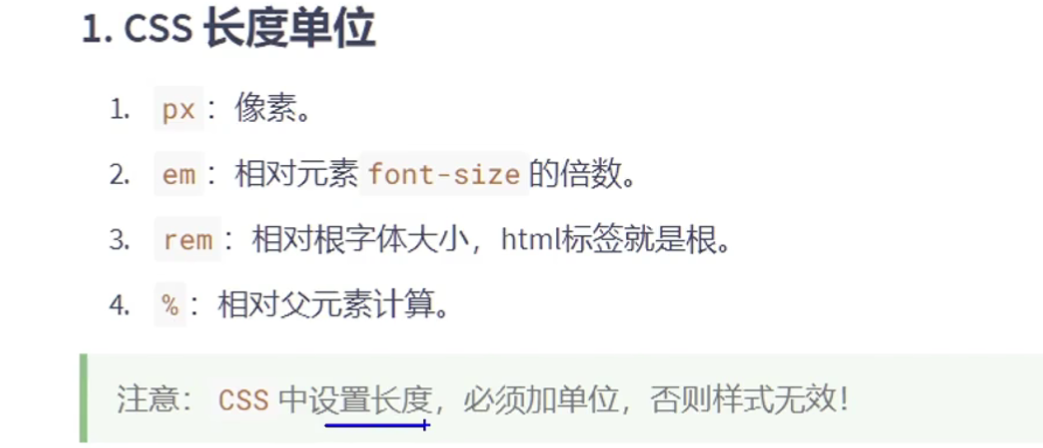 1. CSS 长度单位
1. px：像素。
2. em：相对元素 font-size 的倍数。
3. rem：相对根字体大小，html标签就是根。
4. %：相对父元素计算。
注意： CSS 中设置长度，必须加单位，否则样式无效！